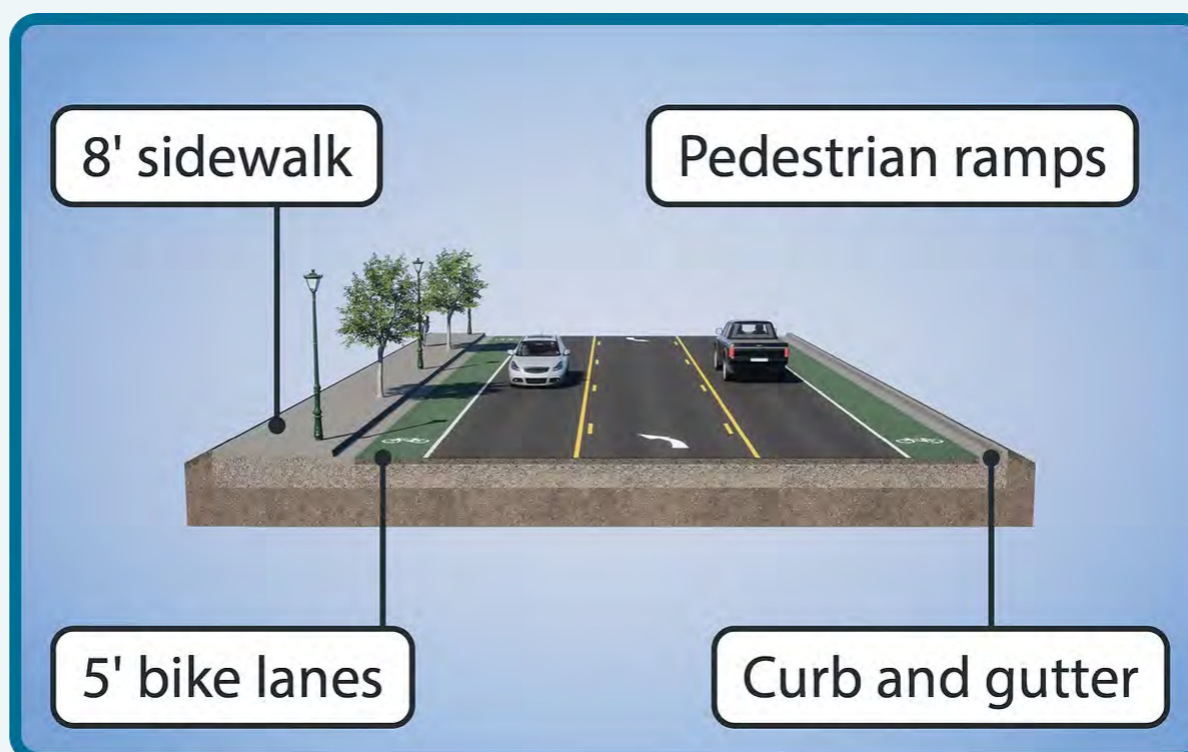 8' sidewalk
Pedestrian ramps
5' bike lanes
Curb and gutter